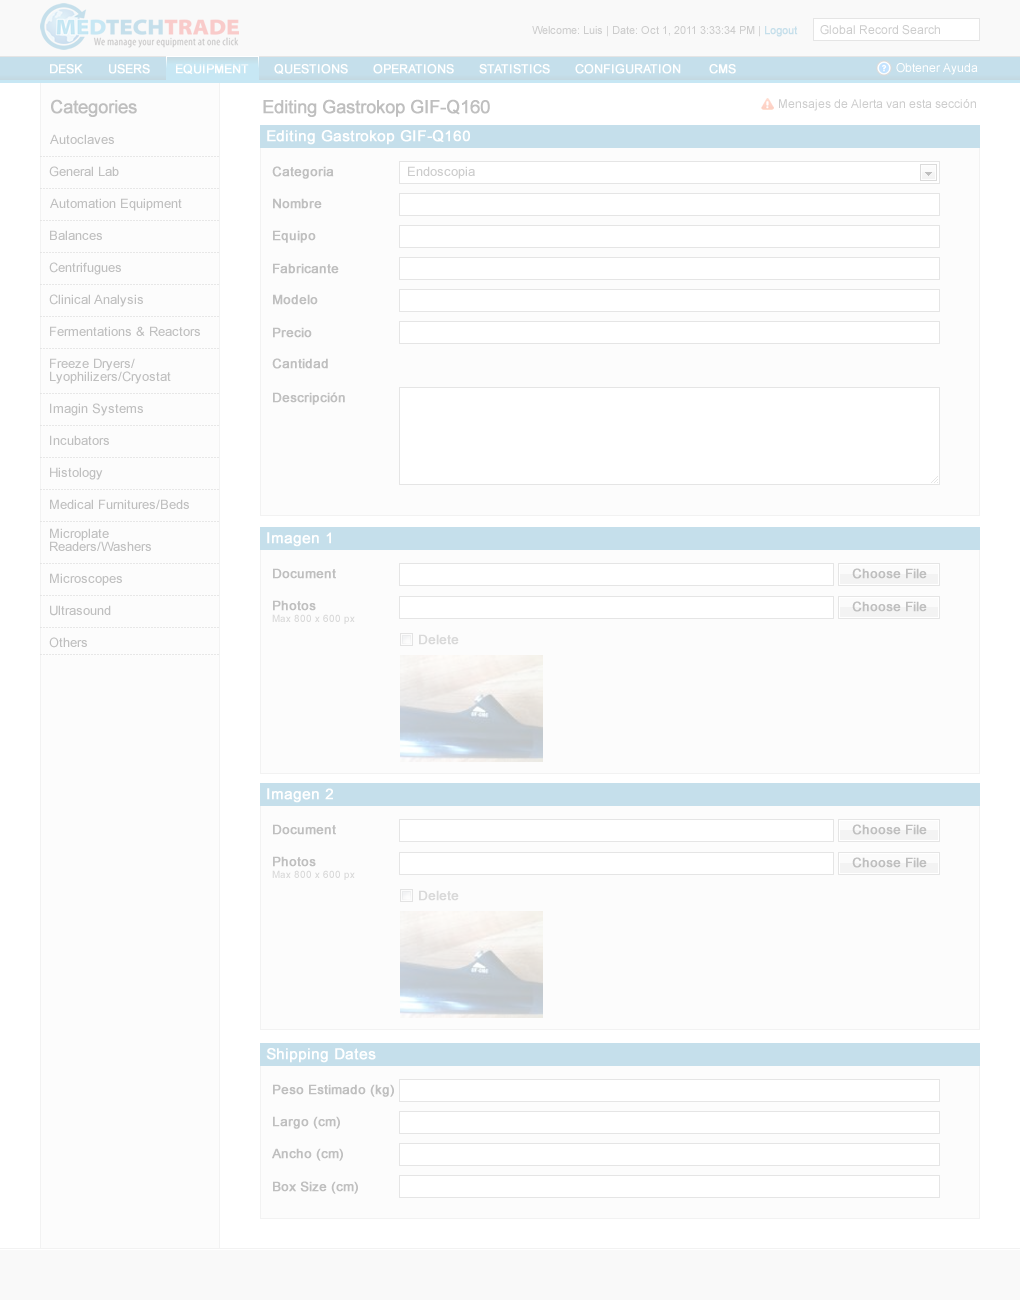 MEDTECHTRADE
We manage your equipment at one click
Welcome: Luis | Date: Oct 1, 2011 3:33:34 PM | Logout
Global Record Search
DESK USERS EQUIPMENT QUESTIONS OPERATIONS STATISTICS CONFIGURATION CMS
Obtener Ayuda
Categories
Autoclaves
General Lab
Automation Equipment
Balances
Centrifugues
Clinical Analysis
Fermentations & Reactors
Freeze Dryers/
Lyophilizers/Cryostat
Imagin Systems
Incubators
Histology
Medical Furnitures/Beds
Microplate
Readers/Washers
Microscopes
Ultrasound
Others
Editing Gastrokop GIF-Q160
Mensajes de Alerta van esta sección
Editing Gastrokop GIF-Q160
Categoria
Endoscopia
Nombre
Equipo
Fabricante
Modelo
Precio
Cantidad
Descripción
Imagen 1
Document
Choose File
Photos
Max 800 x 600 px
Choose File
Delete
Imagen 2
Document
Choose File
Photos
Max 800 x 600 px
Choose File
Delete
Shipping Dates
Peso Estimado (kg)
Largo (cm)
Ancho (cm)
Box Size (cm)